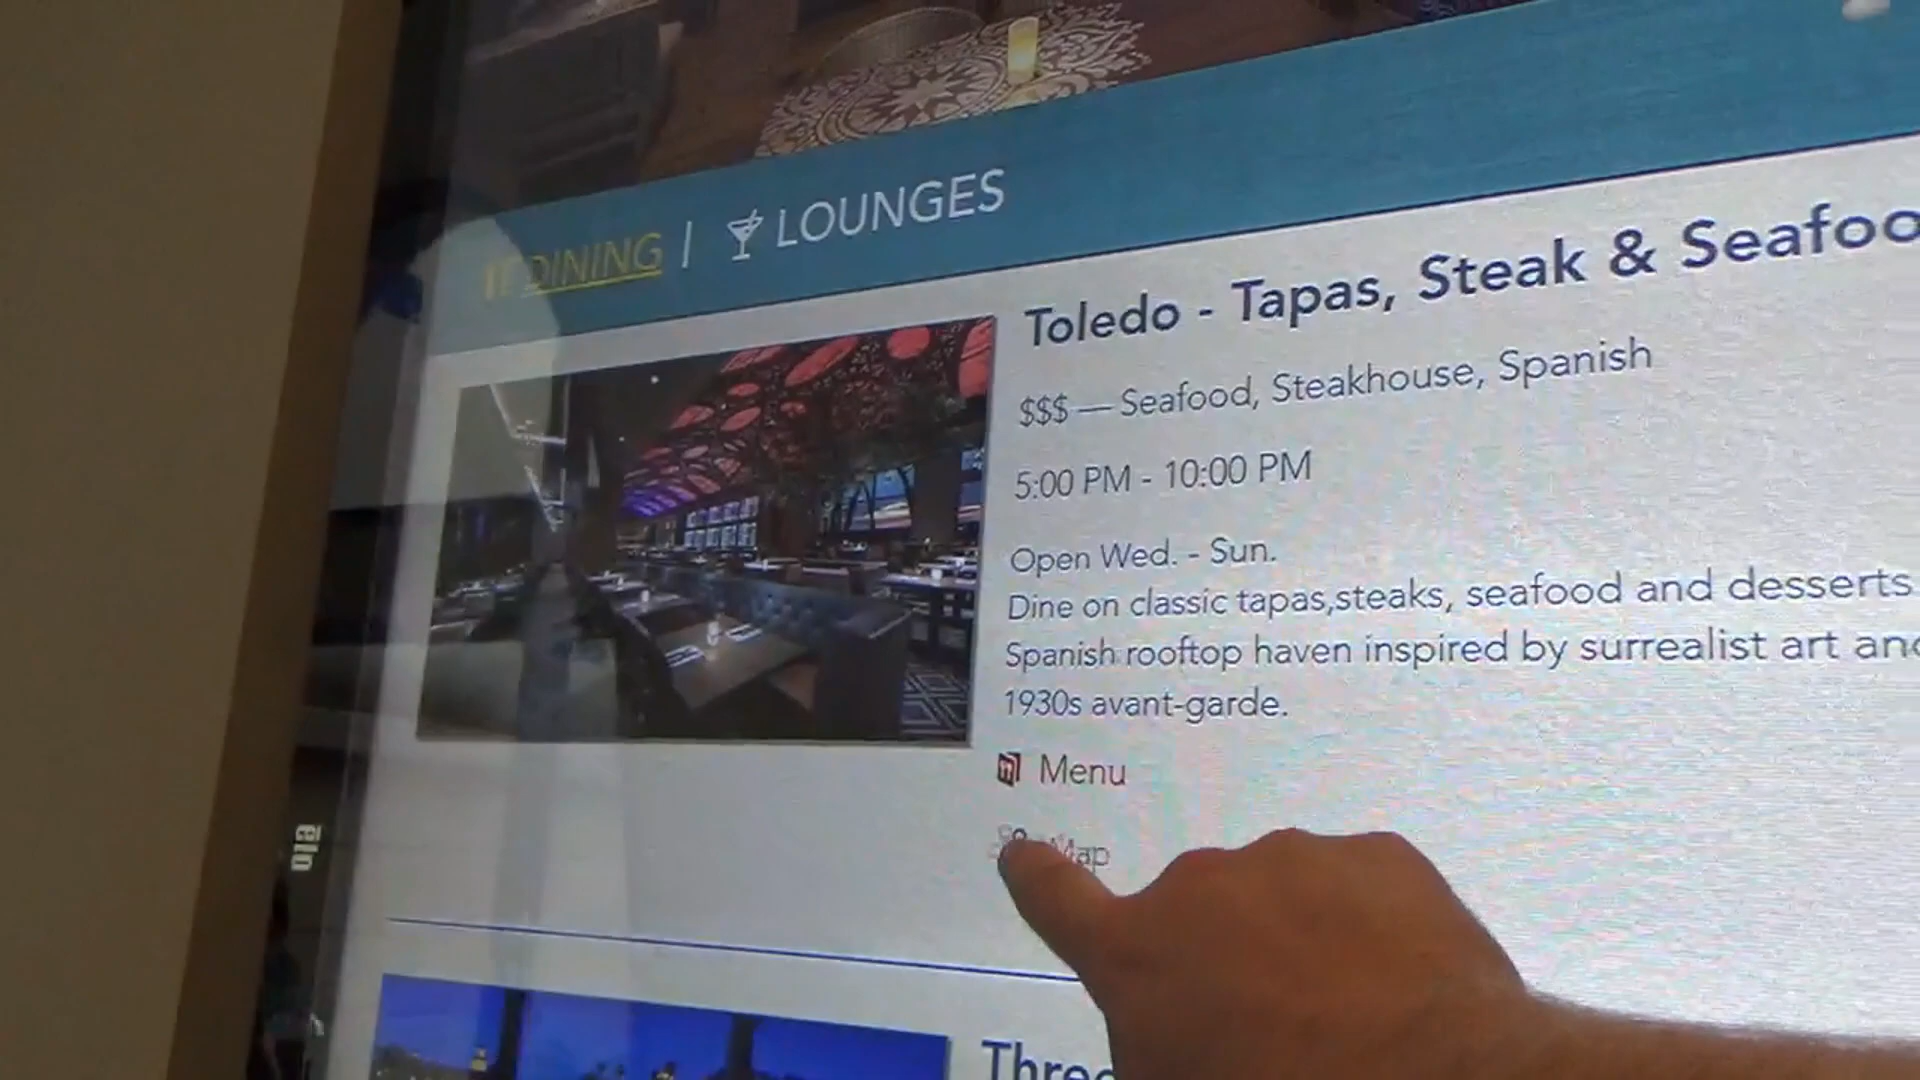 DINING | LOUNGES
Toledo - Tapas, Steak &
$$$ — Seafood, Steakhouse, Spanish
5:00 PM - 10:00 PM
Open Wed. - Sun.
Dine on classic tapas,steaks, seafood and desserts
Spanish rooftop haven inspired by surrealist art
1930s avant-garde.
Menu
Map
elo